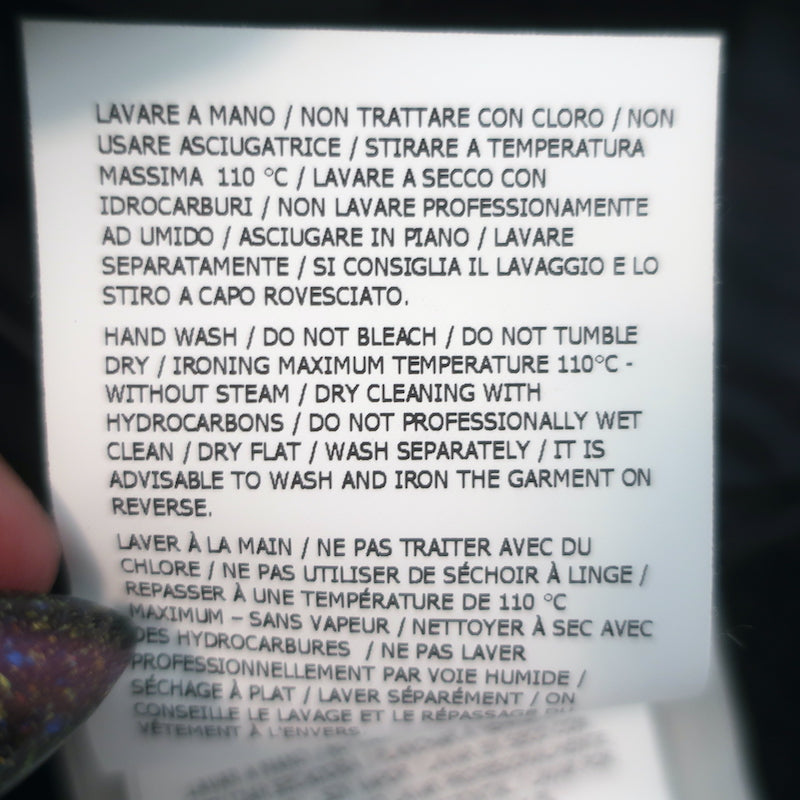 LAVARE A MANO / NON TRATTARE CON CLORO / NON
USARE ASCIUGATRICE / STIRARE A TEMPERATURA
MASSIMA 110 °C / LAVARE A SECCO CON
IDROCARBURI / NON LAVARE PROFESSIONAMENTE
AD UMIDO / ASCIUGARE IN PIANO / LAVARE
SEPARATAMENTE / SI CONSIGLIA IL LAVAGGIO E LO
STIRO A CAPO ROVESCIATO.
HAND WASH / DO NOT BLEACH / DO NOT TUMBLE
DRY / IRONING MAXIMUM TEMPERATURE 110°C -
WITHOUT STEAM / DRY CLEANING WITH
HYDROCARBONS / DO NOT PROFESSIONALLY WET
CLEAN / DRY FLAT / WASH SEPARATELY / IT IS
ADVISABLE TO WASH AND IRON THE GARMENT ON
REVERSE.
LAVER À LA MAIN / NE PAS TRAITTER AVEC DU
CHLORE / NE PAS UTILISER DE SÉCHOIR À LINGE /
REPASSER À UNE TEMPÉRATURE DE 110 °C
MAXIMUM – SANS VAPEUR / NETTOYER À SEC AVEC
DES HYDROCARBURES / NE PAS LAVER
PROFESSIONNELLEMENT PAR VOIE HUMIDE /
SÉCHAGE À PLAT / LAVER SÉPARÉMENT / ON
CONSEILLE LE LAVAGE ET LE RÉPASSAGE DU
VÊTEMENT À L'ENVERS